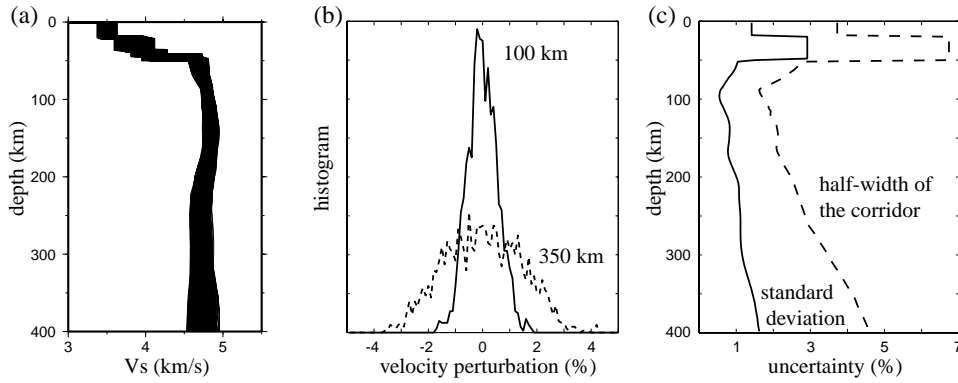 (a)
0
100
200
300
400
depth (km)
3
4
5
Vs (km/s)
(b)
100 km
350 km
histogram
-4
-2
0
2
4
velocity perturbation (%)
(c)
0
100
200
300
400
depth (km)
half-width of
the corridor
standard
deviation
1
3
5
7
uncertainty (%)